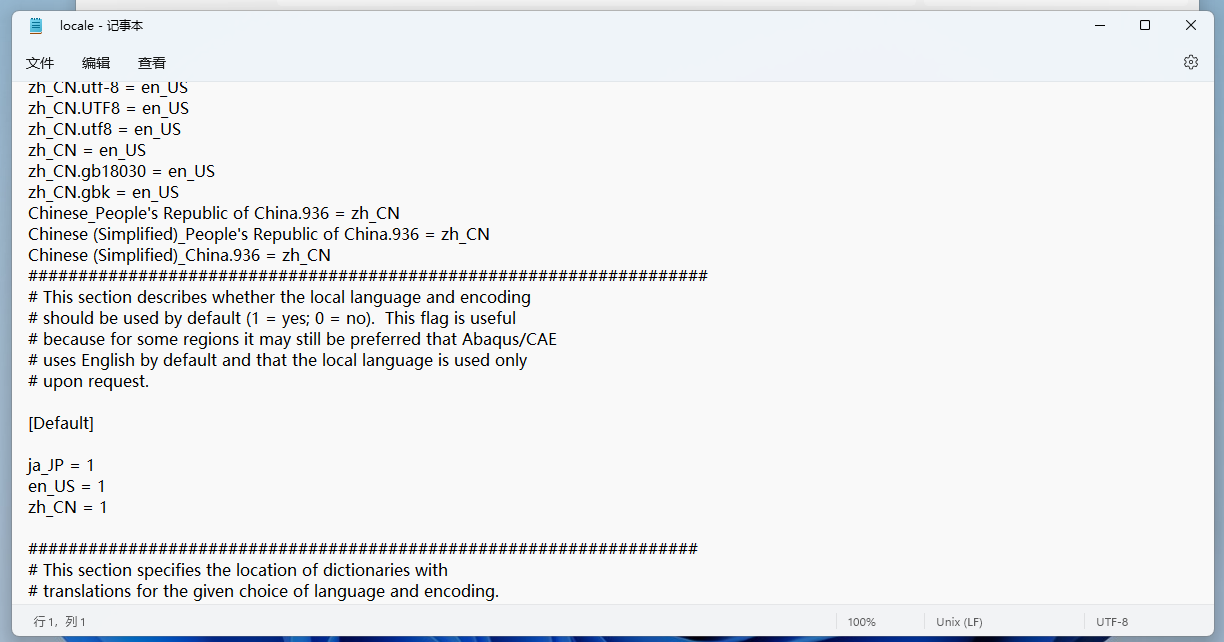 locale - 记事本
文件 编辑 查看
zh_CN.utf-8 = en_US
zh_CN.UTF8 = en_US
zh_CN.utf8 = en_US
zh_CN = en_US
zh_CN.gb18030 = en_US
zh_CN.gbk = en_US
Chinese_People's Republic of China.936 = zh_CN
Chinese (Simplified)_People's Republic of China.936 = zh_CN
Chinese (Simplified)_China.936 = zh_CN
####################################################################
# This section describes whether the local language and encoding
# should be used by default (1 = yes; 0 = no).  This flag is useful
# because for some regions it may still be preferred that Abaqus/CAE
# uses English by default and that the local language is used only
# upon request.
[Default]
ja_JP = 1
en_US = 1
zh_CN = 1
###################################################################
# This section specifies the location of dictionaries with
# translations for the given choice of language and encoding.
行 1，列 1 100% Unix (LF) UTF-8